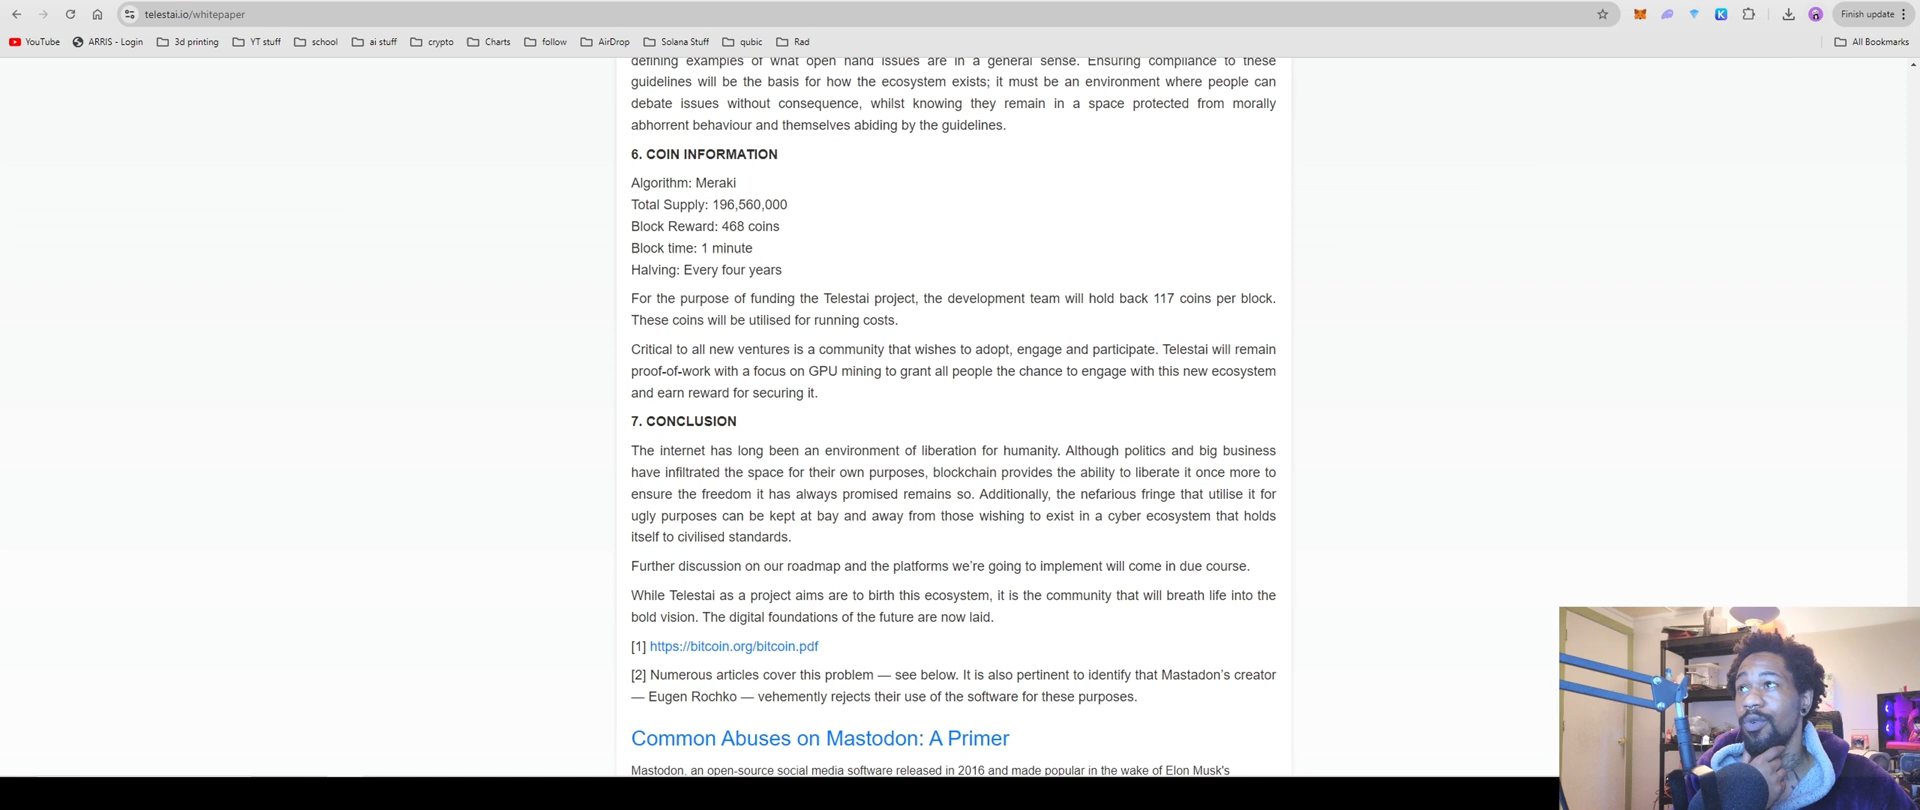 telestai.io/whitepaper
Finish update
YouTube
ARRIS - Login
3d printing
YT stuff
school
ai stuff
crypto
Charts
follow
AirDrop
Solana Stuff
qubic
Rad
All Bookmarks
defining examples of what open hand issues are in a general sense. Ensuring compliance to these
guidelines will be the basis for how the ecosystem exists; it must be an environment where people can
debate issues without consequence, whilst knowing they remain in a space protected from morally
abhorrent behaviour and themselves abiding by the guidelines.
6. COIN INFORMATION
Algorithm: Meraki
Total Supply: 196,560,000
Block Reward: 468 coins
Block time: 1 minute
Halving: Every four years
For the purpose of funding the Telestai project, the development team will hold back 117 coins per block.
These coins will be utilised for running costs.
Critical to all new ventures is a community that wishes to adopt, engage and participate. Telestai will remain
proof-of-work with a focus on GPU mining to grant all people the chance to engage with this new ecosystem
and earn reward for securing it.
7. CONCLUSION
The internet has long been an environment of liberation for humanity. Although politics and big business
have infiltrated the space for their own purposes, blockchain provides the ability to liberate it once more to
ensure the freedom it has always promised remains so. Additionally, the nefarious fringe that utilise it for
ugly purposes can be kept at bay and away from those wishing to exist in a cyber ecosystem that holds
itself to civilised standards.
Further discussion on our roadmap and the platforms we're going to implement will come in due course.
While Telestai as a project aims are to birth this ecosystem, it is the community that will breath life into the
bold vision. The digital foundations of the future are now laid.
[1] https://bitcoin.org/bitcoin.pdf
[2] Numerous articles cover this problem — see below. It is also pertinent to identify that Mastadon's creator
— Eugen Rochko — vehemently rejects their use of the software for these purposes.
Common Abuses on Mastodon: A Primer
Mastodon, an open-source social media software released in 2016 and made popular in the wake of Elon Musk's